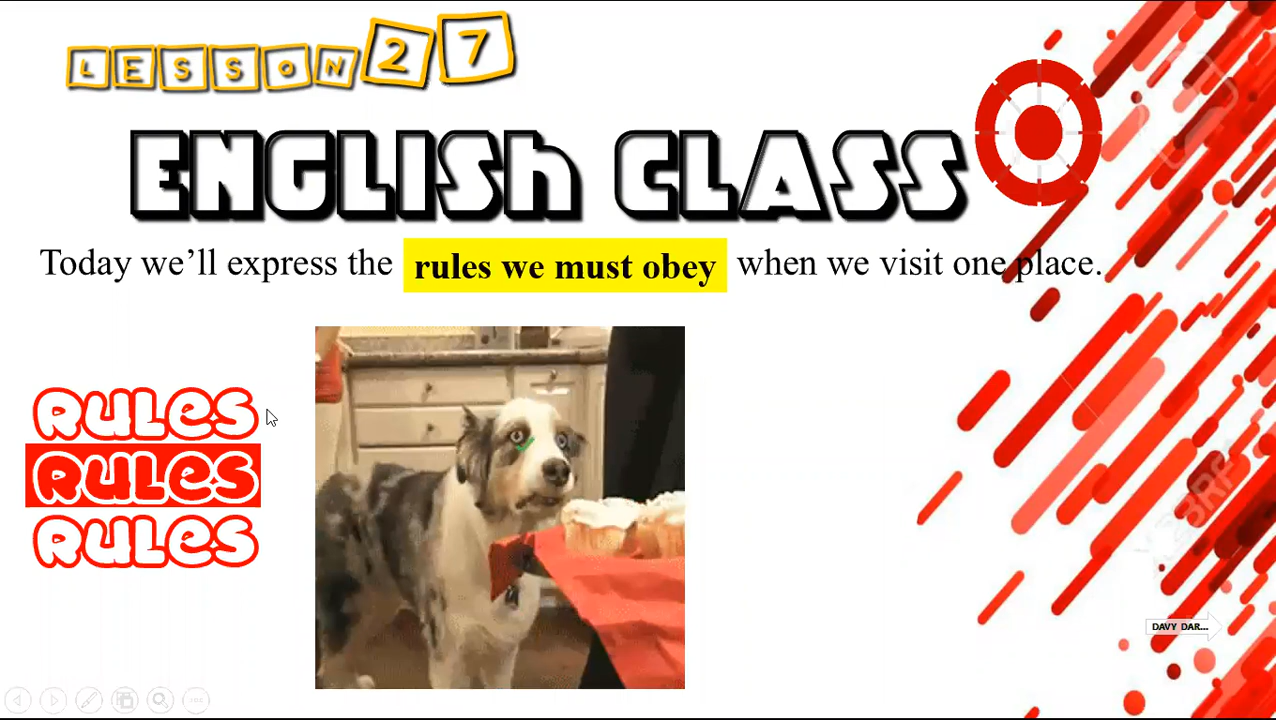 LESSON 27
ENGLISH CLASS
Today we'll express the rules we must obey when we visit one place.
RULES
RULES
RULES
DAVY DAR...